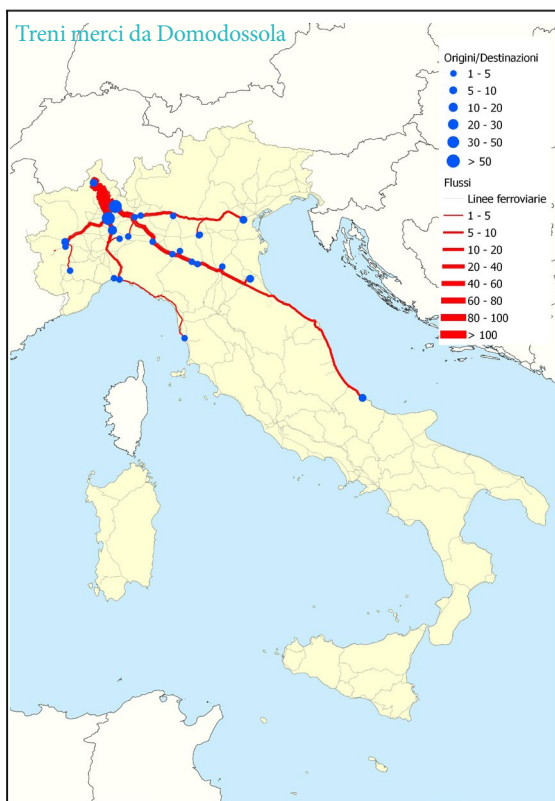 Treni merci da Domodossola
Origini/Destinazioni
1 - 5
5 - 10
10 - 20
20 - 30
30 - 50
> 50
Flussi
Linee ferroviarie
1 - 5
5 - 10
10 - 20
20 - 40
40 - 60
60 - 80
80 - 100
> 100